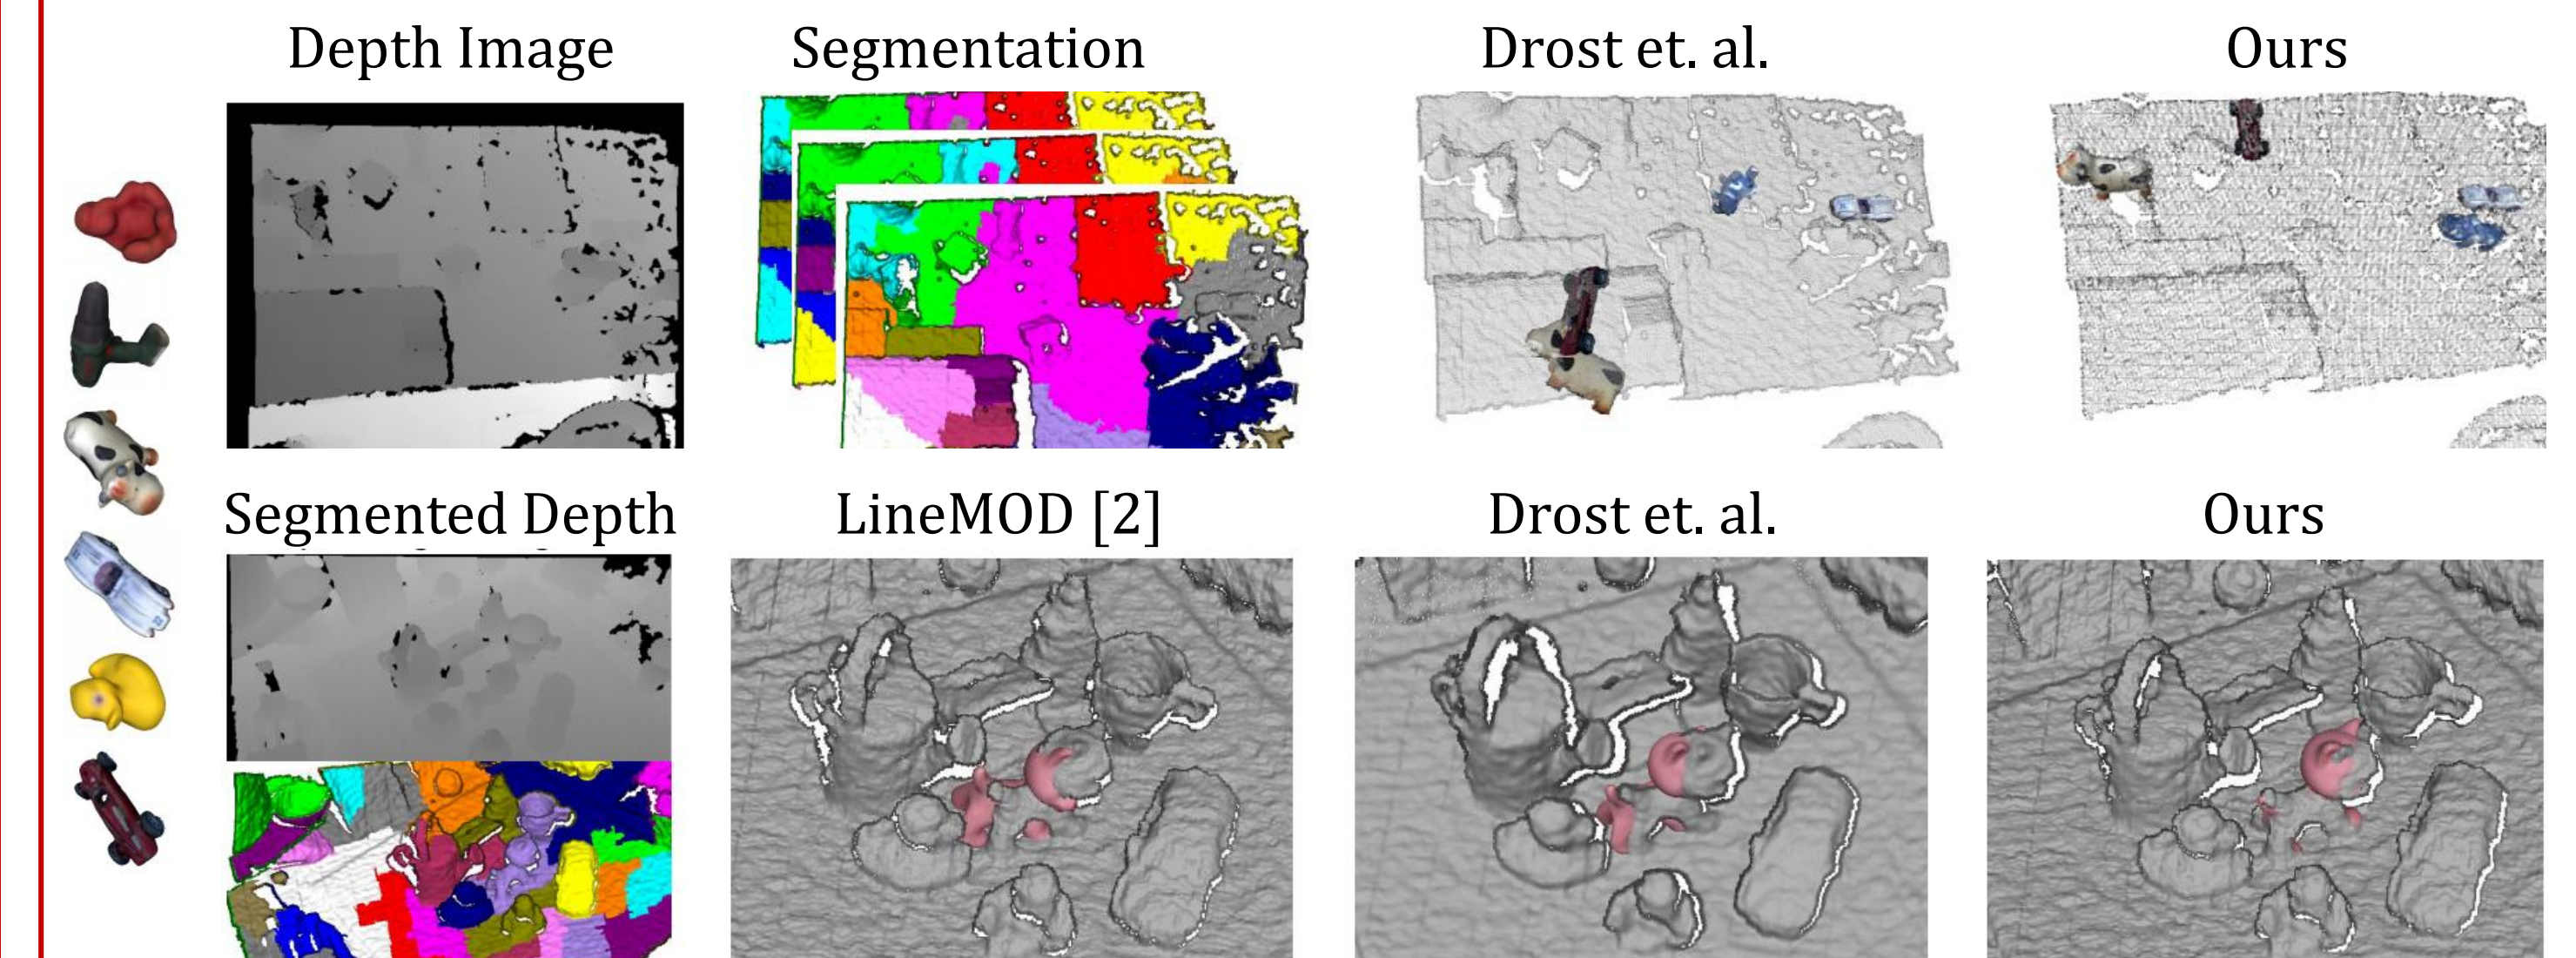 Depth Image
Segmentation
Drost et. al.
Ours
Segmented Depth
LineMOD [2]
Drost et. al.
Ours